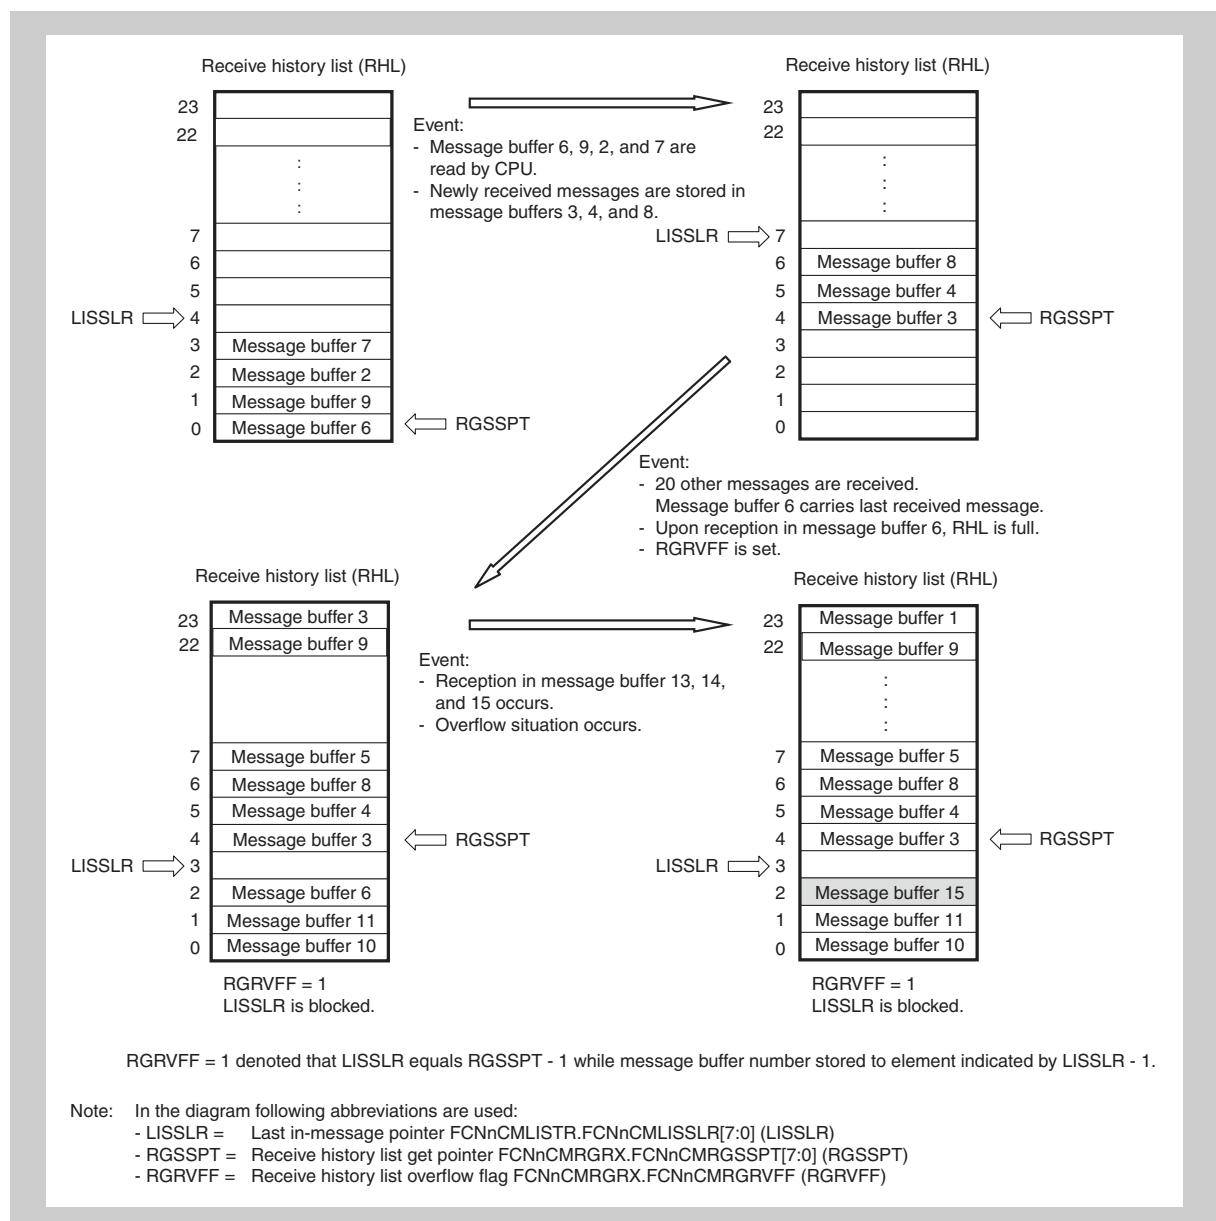 Receive history list (RHL)
23
22
:
:
:
7
6
5
LISSLR
4
3
Message buffer 7
2
Message buffer 2
1
Message buffer 9
0
Message buffer 6
RGSSPT
Event:
- Message buffer 6, 9, 2, and 7 are
read by CPU.
- Newly received messages are stored in
message buffers 3, 4, and 8.
Receive history list (RHL)
23
22
:
:
:
LISSLR
7
6
Message buffer 8
5
Message buffer 4
4
Message buffer 3
RGSSPT
3
2
1
0
Event:
- 20 other messages are received.
Message buffer 6 carries last received message.
- Upon reception in message buffer 6, RHL is full.
- RGRVFF is set.
Receive history list (RHL)
23
Message buffer 3
22
Message buffer 9
7
Message buffer 5
6
Message buffer 8
5
Message buffer 4
4
Message buffer 3
RGSSPT
LISSLR
3
2
Message buffer 6
1
Message buffer 11
0
Message buffer 10
RGRVFF = 1
LISSLR is blocked.
Event:
- Reception in message buffer 13, 14,
and 15 occurs.
- Overflow situation occurs.
Receive history list (RHL)
23
Message buffer 1
22
Message buffer 9
:
:
:
7
Message buffer 5
6
Message buffer 8
5
Message buffer 4
4
Message buffer 3
RGSSPT
LISSLR
3
2
Message buffer 15
1
Message buffer 11
0
Message buffer 10
RGRVFF = 1
LISSLR is blocked.
RGRVFF = 1 denoted that LISSLR equals RGSSPT - 1 while message buffer number stored to element indicated by LISSLR - 1.
Note: In the diagram following abbreviations are used:
- LISSLR = Last in-message pointer FCNnCMLISTR.FCNnCMLISSLR[7:0] (LISSLR)
- RGSSPT = Receive history list get pointer FCNnCMRGRX.FCNnCMRGSSPT[7:0] (RGSSPT)
- RGRVFF = Receive history list overflow flag FCNnCMRGRX.FCNnCMRGRVFF (RGRVFF)